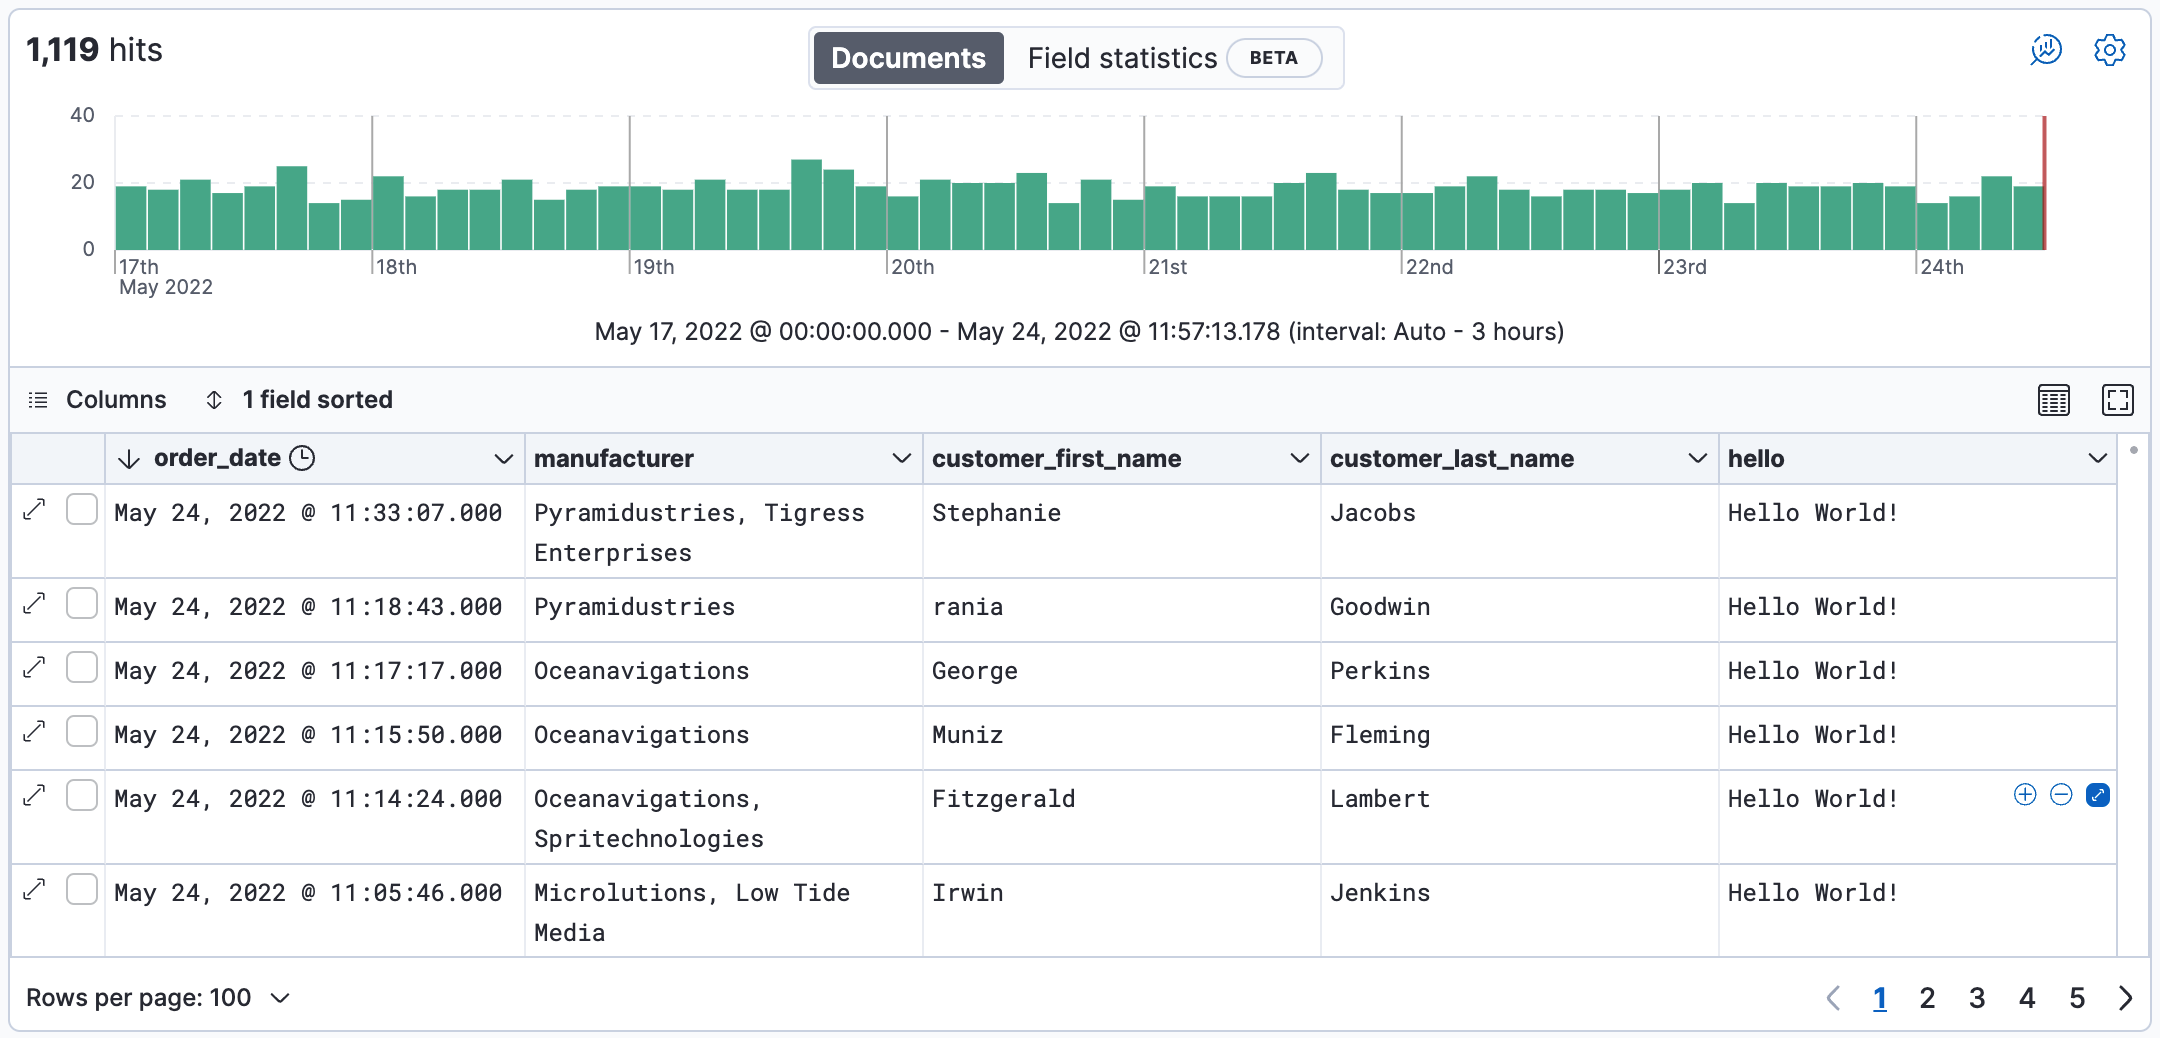 1,119 hits
Documents Field statistics BETA
40
20
0
17th 18th 19th 20th 21st 22nd 23rd 24th
May 2022
May 17, 2022 @ 00:00:00.000 - May 24, 2022 @ 11:57:13.178 (interval: Auto - 3 hours)
Columns 1 field sorted
order_date manufacturer customer_first_name customer_last_name hello
May 24, 2022 @ 11:33:07.000 Pyramidustries, Tigress Stephanie Jacobs Hello World!
Enterprises
May 24, 2022 @ 11:18:43.000 Pyramidustries rania Goodwin Hello World!
May 24, 2022 @ 11:17:17.000 Oceanavigations George Perkins Hello World!
May 24, 2022 @ 11:15:50.000 Oceanavigations Muniz Fleming Hello World!
May 24, 2022 @ 11:14:24.000 Oceanavigations, Fitzgerald Lambert Hello World!
Spritechnologies
May 24, 2022 @ 11:05:46.000 Microlutions, Low Tide Irwin Jenkins Hello World!
Media
Rows per page: 100 1 2 3 4 5